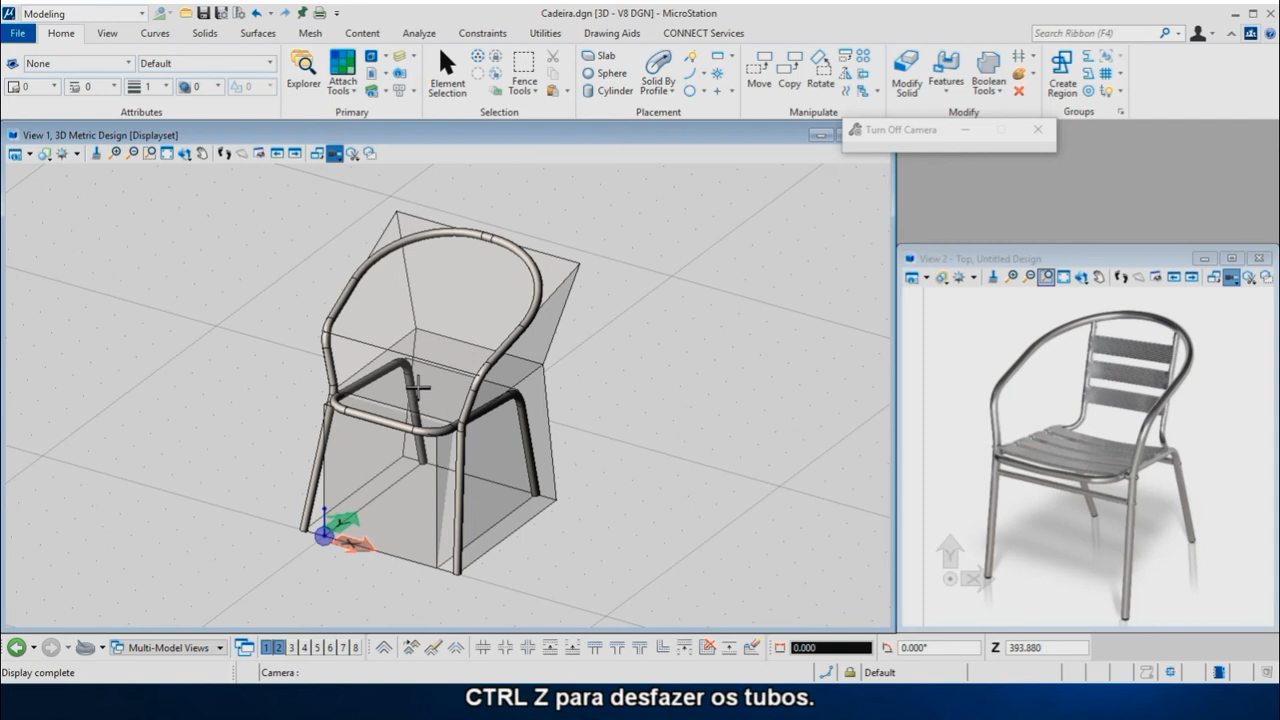 Modeling
Cadeira.dgn [3D - V8 DGN] - MicroStation
File Home View Curves Solids Surfaces Mesh Content Analyze Constraints Utilities Drawing Aids CONNECT Services
Search Ribbon (F4)
None
Default
0 0 1 0 0
Attributes
Explorer
Attach Tools
Primary
Element Selection
Fence Tools
Selection
Slab
Sphere
Cylinder
Solid By Profile
Placement
Move Copy Rotate
Manipulate
Modify Solid
Features
Boolean Tools
Modify
Create Region
Groups
View 1, 3D Metric Design [Displayset]
Turn Off Camera
View 2 - Top, Untitled Design
Y
X
Y
X
Multi-Model Views
1 2 3 4 5 6 7 8
0.000
0.000°
Z 393.880
Display complete
Camera :
Default
CTRL Z para desfazer os tubos.